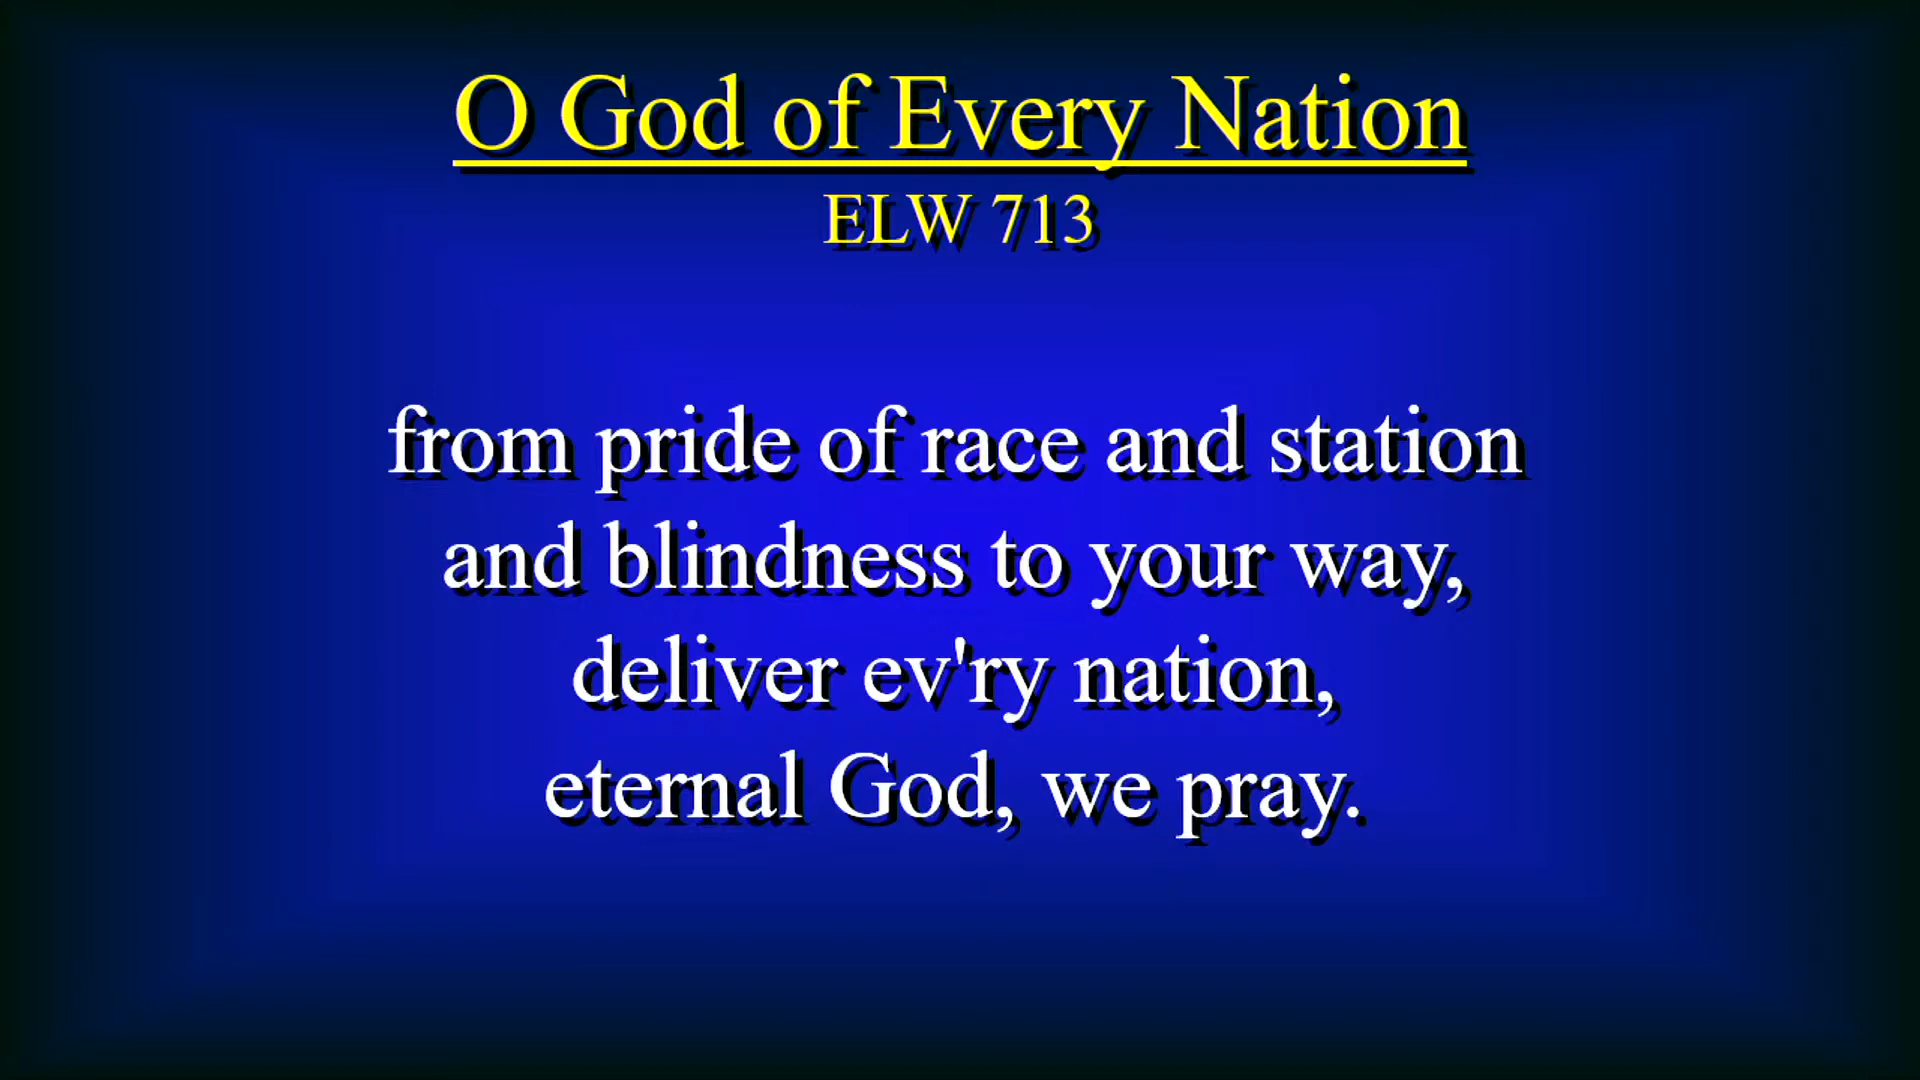 O God of Every Nation
ELW 713
from pride of race and station
and blindness to your way,
deliver ev'ry nation,
eternal God, we pray.